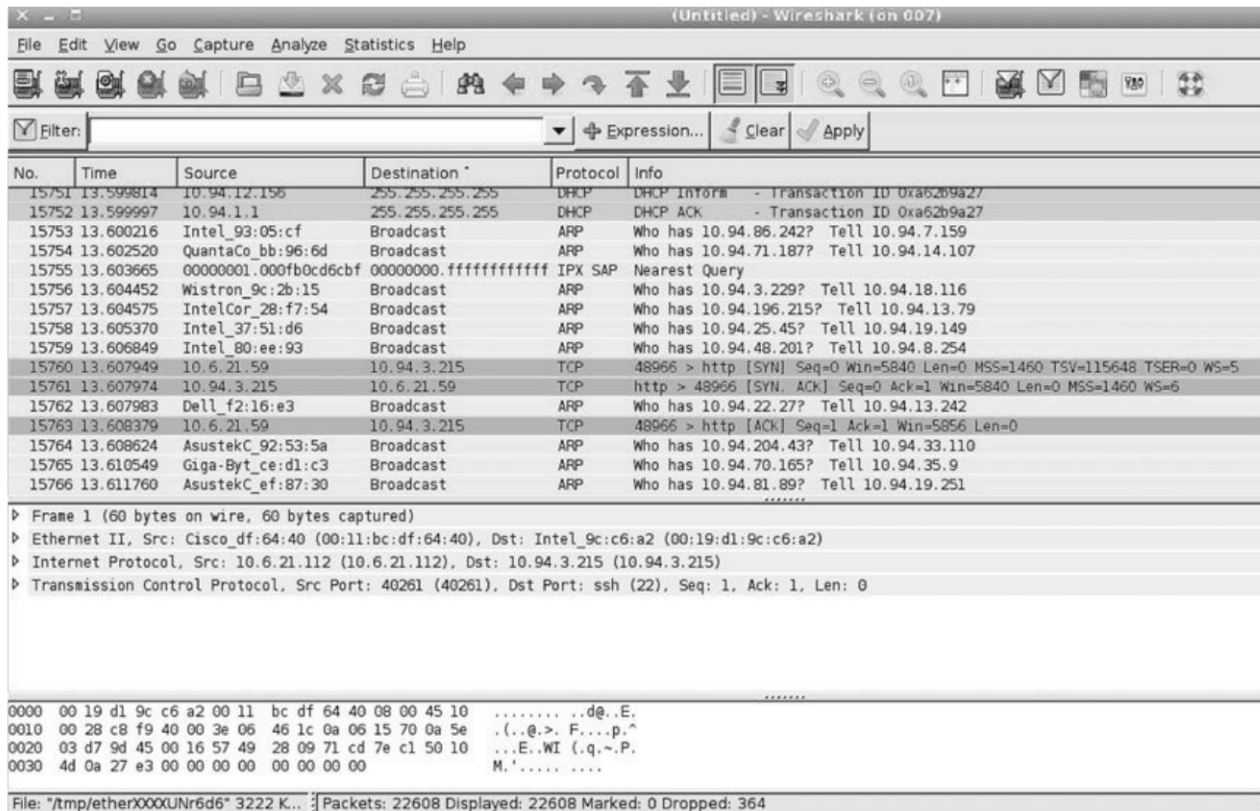 (Untitled) - Wireshark (on 007)
File Edit View Go Capture Analyze Statistics Help
Filter: Expression... Clear Apply
No. Time Source Destination Protocol Info
15751 13.599814 10.94.12.156 255.255.255.255 DHCP DHCP Inform - Transaction ID 0xa62b9a27
15752 13.599997 10.94.1.1 255.255.255.255 DHCP DHCP ACK - Transaction ID 0xa62b9a27
15753 13.600216 Intel_93:05:cf Broadcast ARP Who has 10.94.86.242? Tell 10.94.7.159
15754 13.602520 QuantaCo_bb:96:6d Broadcast ARP Who has 10.94.71.187? Tell 10.94.14.107
15755 13.603665 00000001.000fb0cd6cbf 00000000.ffffffffffff IPX SAP Nearest Query
15756 13.604452 Wistron_9c:2b:15 Broadcast ARP Who has 10.94.3.229? Tell 10.94.18.116
15757 13.604575 IntelCor_28:f7:54 Broadcast ARP Who has 10.94.196.215? Tell 10.94.13.79
15758 13.605370 Intel_37:51:d6 Broadcast ARP Who has 10.94.25.45? Tell 10.94.19.149
15759 13.606849 Intel_80:ee:93 Broadcast ARP Who has 10.94.48.201? Tell 10.94.8.254
15760 13.607949 10.6.21.59 10.94.3.215 TCP 48966 > http [SYN] Seq=0 Win=5840 Len=0 MSS=1460 TSV=115648 TSER=0 WS=5
15761 13.607974 10.94.3.215 10.6.21.59 TCP http > 48966 [SYN, ACK] Seq=0 Ack=1 Win=5840 Len=0 MSS=1460 WS=6
15762 13.607983 Dell_f2:16:e3 Broadcast ARP Who has 10.94.22.27? Tell 10.94.13.242
15763 13.608379 10.6.21.59 10.94.3.215 TCP 48966 > http [ACK] Seq=1 Ack=1 Win=5856 Len=0
15764 13.608624 AsustekC_92:53:5a Broadcast ARP Who has 10.94.204.43? Tell 10.94.33.110
15765 13.610549 Giga-Byt_ce:d1:c3 Broadcast ARP Who has 10.94.70.165? Tell 10.94.35.9
15766 13.611760 AsustekC_ef:87:30 Broadcast ARP Who has 10.94.81.89? Tell 10.94.19.251
Frame 1 (60 bytes on wire, 60 bytes captured)
Ethernet II, Src: Cisco_df:64:40 (00:11:bc:df:64:40), Dst: Intel_9c:c6:a2 (00:19:d1:9c:c6:a2)
Internet Protocol, Src: 10.6.21.112 (10.6.21.112), Dst: 10.94.3.215 (10.94.3.215)
Transmission Control Protocol, Src Port: 40261 (40261), Dst Port: ssh (22), Seq: 1, Ack: 1, Len: 0
0000 00 19 d1 9c c6 a2 00 11 bc df 64 40 08 00 45 10 ........ ..d@..E.
0010 00 28 c8 f9 40 00 3e 06 46 1c 0a 06 15 70 0a 5e .(..@.>. F....p.^
0020 03 d7 9d 45 00 16 57 49 28 09 71 cd 7e c1 50 10 ...E..WI (.q.~.P.
0030 4d 0a 27 e3 00 00 00 00 00 00 00 00 M.'..... ....
File: "/tmp/etherXXXXUNr6d6" 3222 K... Packets: 22608 Displayed: 22608 Marked: 0 Dropped: 364